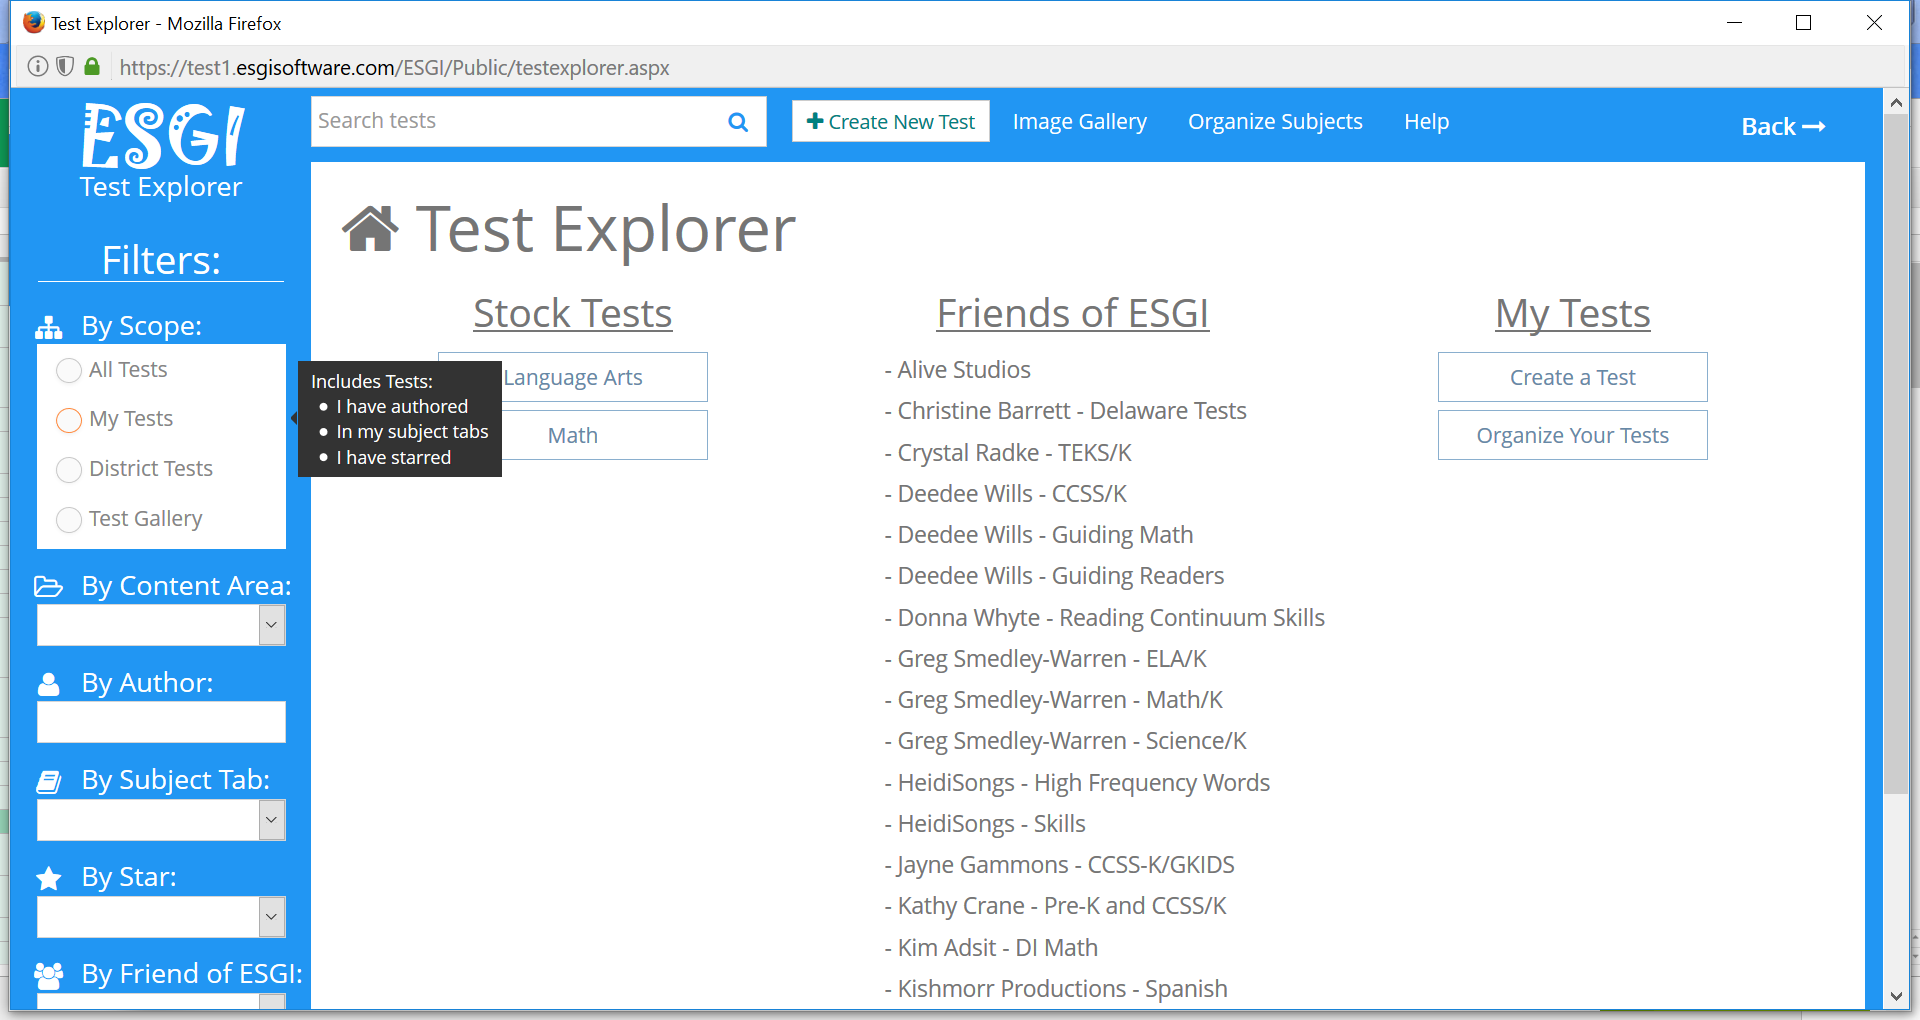 Test Explorer - Mozilla Firefox
https://test1.esgisoftware.com/ESGI/Public/testexplorer.aspx
ESGI
Test Explorer
Search tests
Create New Test
Image Gallery
Organize Subjects
Help
Back
Filters:
By Scope:
All Tests
My Tests
District Tests
Test Gallery
Includes Tests:
• I have authored
• In my subject tabs
• I have starred
By Content Area:
By Author:
By Subject Tab:
By Star:
By Friend of ESGI:
Test Explorer
Stock Tests
Language Arts
Math
Friends of ESGI
- Alive Studios
- Christine Barrett - Delaware Tests
- Crystal Radke - TEKS/K
- Deedee Wills - CCSS/K
- Deedee Wills - Guiding Math
- Deedee Wills - Guiding Readers
- Donna Whyte - Reading Continuum Skills
- Greg Smedley-Warren - ELA/K
- Greg Smedley-Warren - Math/K
- Greg Smedley-Warren - Science/K
- HeidiSongs - High Frequency Words
- HeidiSongs - Skills
- Jayne Gammons - CCSS-K/GKIDS
- Kathy Crane - Pre-K and CCSS/K
- Kim Adsit - DI Math
- Kishmorr Productions - Spanish
My Tests
Create a Test
Organize Your Tests